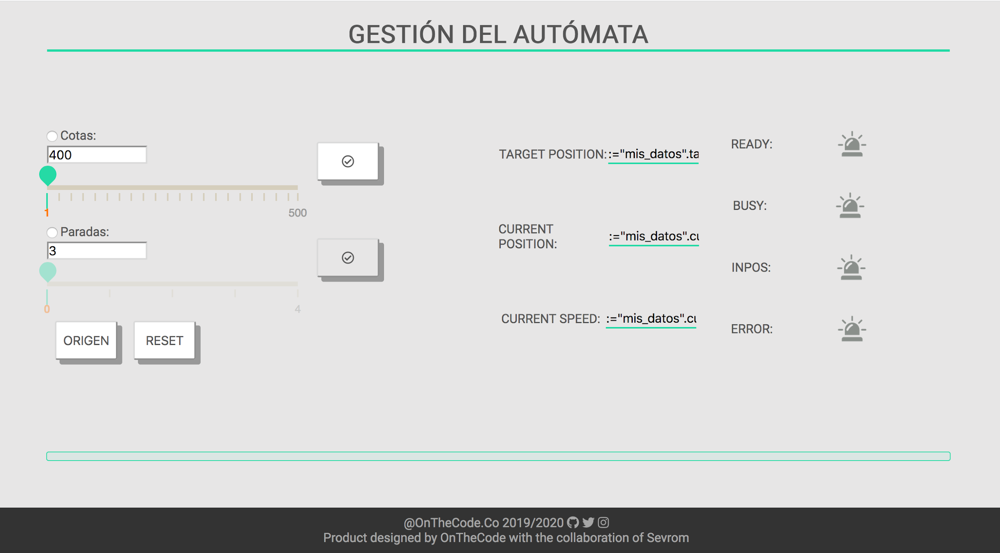 GESTIÓN DEL AUTÓMATA
Cotas:
400
1
500
Paradas:
3
0
4
ORIGEN
RESET
TARGET POSITION:
:="mis_datos".ta
CURRENT
POSITION:
:="mis_datos".cu
CURRENT SPEED:
:="mis_datos".cu
READY:
BUSY:
INPOS:
ERROR:
@OnTheCode.Co 2019/2020
Product designed by OnTheCode with the collaboration of Sevrom